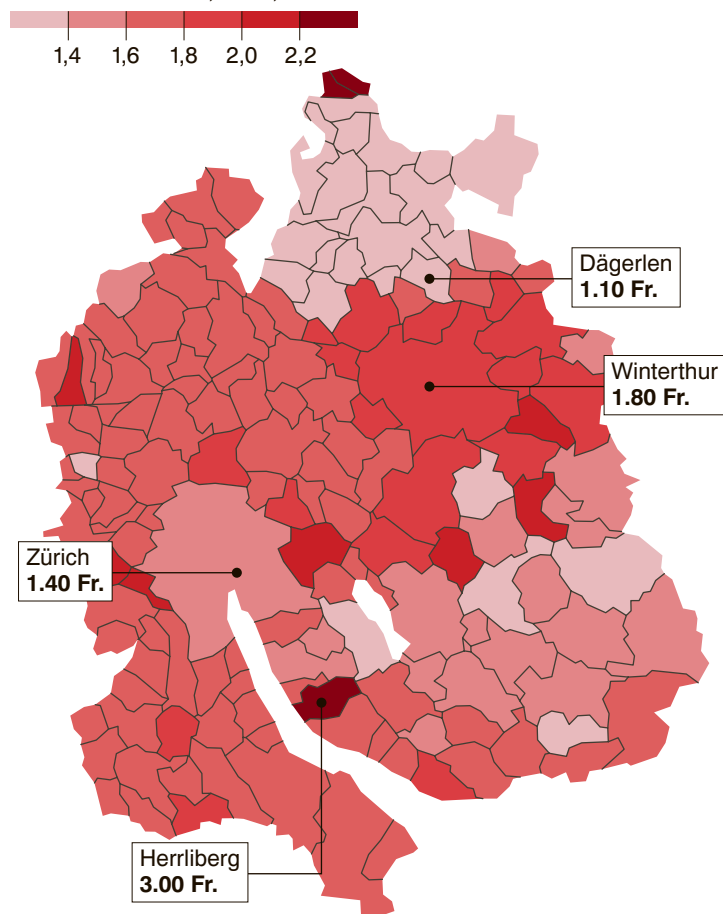 1,4 1,6 1,8 2,0 2,2
Dägerlen
1.10 Fr.
Winterthur
1.80 Fr.
Zürich
1.40 Fr.
Herrliberg
3.00 Fr.